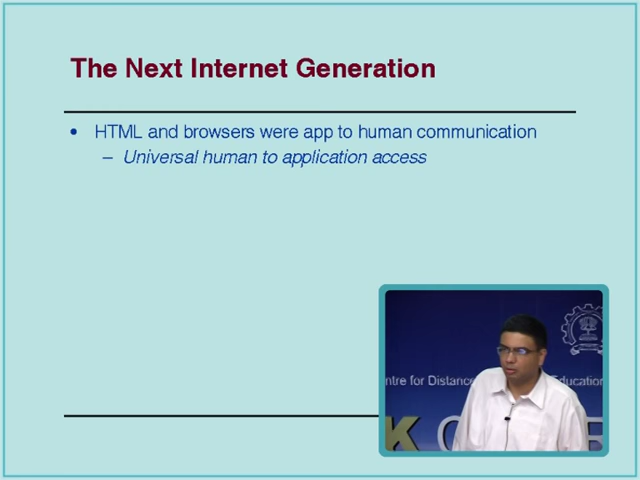 The Next Internet Generation
• HTML and browsers were app to human communication
– Universal human to application access
ntre for Distance Education
K